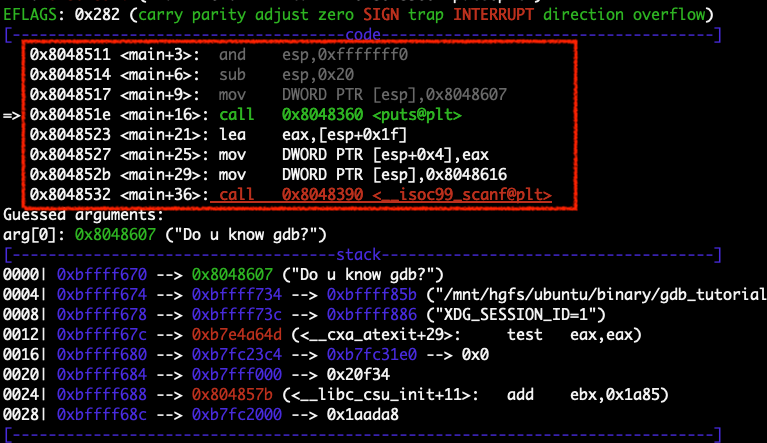 EFLAGS: 0x282 (carry parity adjust zero SIGN trap INTERRUPT direction overflow)
[-------------------------------------code-------------------------------------]
0x8048511 <main+3>: and esp,0xfffffff0
0x8048514 <main+6>: sub esp,0x20
0x8048517 <main+9>: mov DWORD PTR [esp],0x8048607
=> 0x804851e <main+16>: call 0x8048360 <puts@plt>
0x8048523 <main+21>: lea eax,[esp+0x1f]
0x8048527 <main+25>: mov DWORD PTR [esp+0x4],eax
0x804852b <main+29>: mov DWORD PTR [esp],0x8048616
0x8048532 <main+36>: call 0x8048390 <__isoc99_scanf@plt>
Guessed arguments:
arg[0]: 0x8048607 ("Do u know gdb?")
[------------------------------------stack-------------------------------------]
0000| 0xbffff670 --> 0x8048607 ("Do u know gdb?")
0004| 0xbffff674 --> 0xbffff734 --> 0xbffff85b ("/mnt/hgfs/ubuntu/binary/gdb_tutorial
0008| 0xbffff678 --> 0xbffff73c --> 0xbffff886 ("XDG_SESSION_ID=1")
0012| 0xbffff67c --> 0xb7e4a64d (<__cxa_atexit+29>: test eax,eax)
0016| 0xbffff680 --> 0xb7fc23c4 --> 0xb7fc31e0 --> 0x0
0020| 0xbffff684 --> 0xb7fff000 --> 0x20f34
0024| 0xbffff688 --> 0x804857b (<__libc_csu_init+11>: add ebx,0x1a85)
0028| 0xbffff68c --> 0xb7fc2000 --> 0x1aada8
[------------------------------------------------------------------------------]